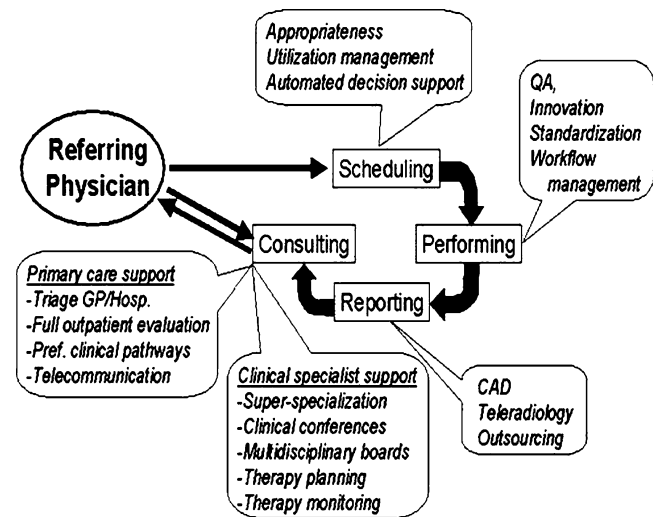 Appropriateness
Utilization management
Automated decision support
QA,
Innovation
Standardization
Workflow
management
Referring
Physician
Scheduling
Consulting
Performing
Reporting
Primary care support
-Triage GP/Hosp.
-Full outpatient evaluation
-Pref. clinical pathways
-Telecommunication
Clinical specialist support
-Super-specialization
-Clinical conferences
-Multidisciplinary boards
-Therapy planning
-Therapy monitoring
CAD
Teleradiology
Outsourcing